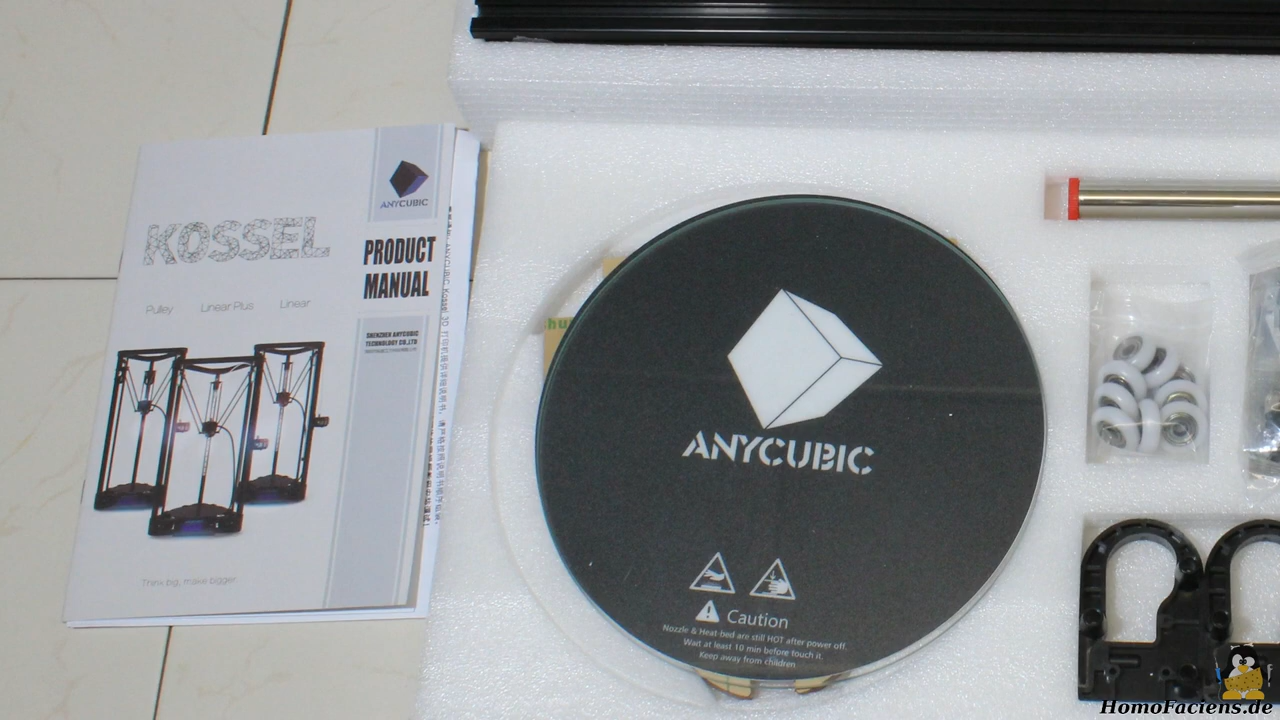 ANYCUBIC
KOSSEL
PRODUCT
MANUAL
Pulley Linear Plus Linear
SHENZHEN ANYCUBIC
TECHNOLOGY CO.,LTD
Think big, make bigger.
hu
ANYCUBIC
Caution
Nozzle & Heat-bed are still HOT after power off.
Wait at least 10 min before touch it.
Keep away from children
HomoFaciens.de